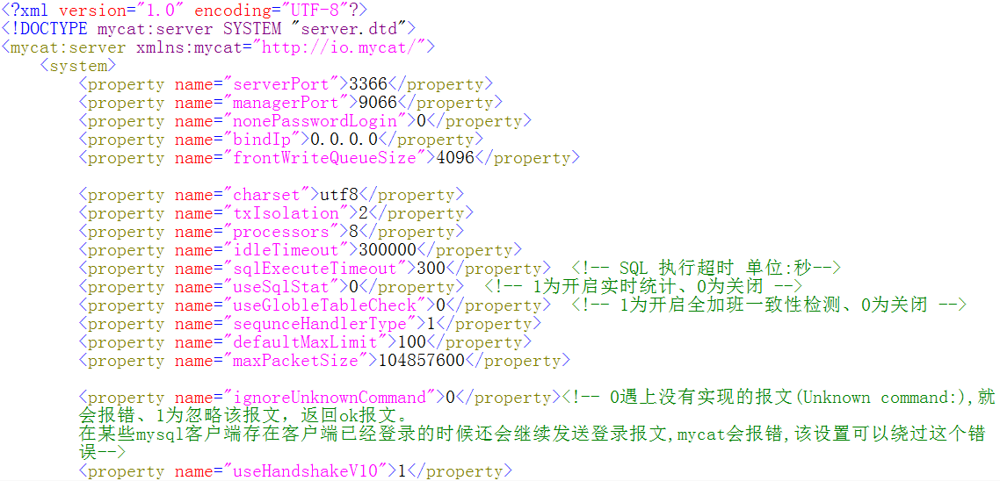 <?xml version="1.0" encoding="UTF-8"?>
<!DOCTYPE mycat:server SYSTEM "server.dtd">
<mycat:server xmlns:mycat="http://io.mycat/">
    <system>
        <property name="serverPort">3366</property>
        <property name="managerPort">9066</property>
        <property name="nonePasswordLogin">0</property>
        <property name="bindIp">0.0.0.0</property>
        <property name="frontWriteQueueSize">4096</property>

        <property name="charset">utf8</property>
        <property name="txIsolation">2</property>
        <property name="processors">8</property>
        <property name="idleTimeout">300000</property>
        <property name="sqlExecuteTimeout">300</property>  <!-- SQL 执行超时 单位:秒-->
        <property name="useSqlStat">0</property>  <!-- 1为开启实时统计、0为关闭 -->
        <property name="useGlobleTableCheck">0</property>  <!-- 1为开启全加班一致性检测、0为关闭 -->
        <property name="sequnceHandlerType">1</property>
        <property name="defaultMaxLimit">100</property>
        <property name="maxPacketSize">104857600</property>

        <property name="ignoreUnknownCommand">0</property><!-- 0遇上没有实现的报文(Unknown command:),就
        会报错、1为忽略该报文，返回ok报文。
        在某些mysql客户端存在客户端已经登录的时候还会继续发送登录报文,mycat会报错,该设置可以绕过这个错
        误-->
        <property name="useHandshakeV10">1</property>